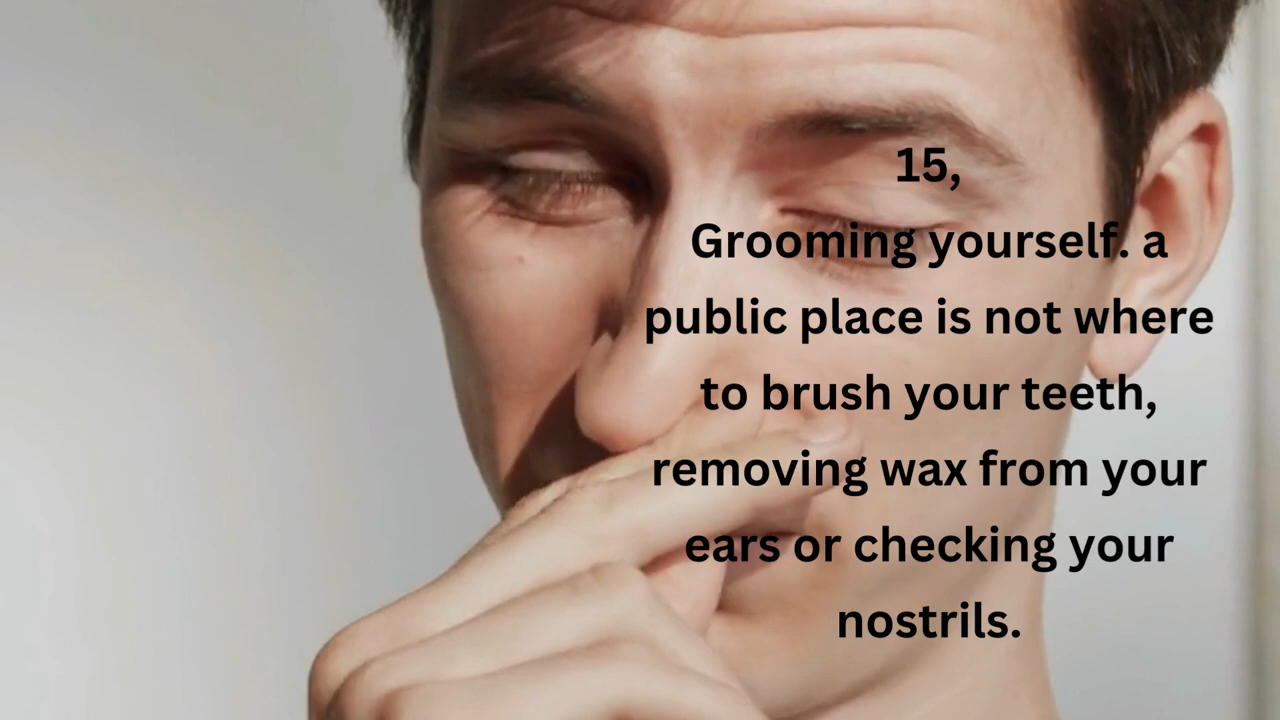 15,
Grooming yourself. a
public place is not where
to brush your teeth,
removing wax from your
ears or checking your
nostrils.